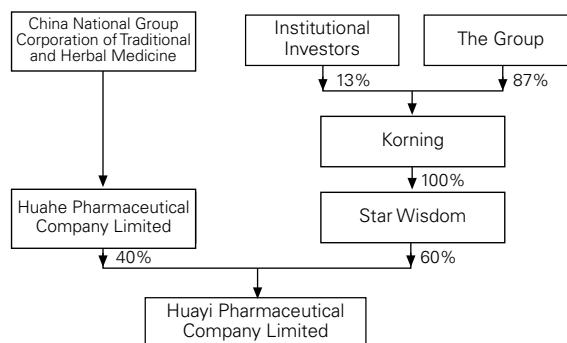 China National Group
Corporation of Traditional
and Herbal Medicine
Institutional
Investors
The Group
13%
87%
Korning
100%
Huahe Pharmaceutical
Company Limited
Star Wisdom
40%
60%
Huayi Pharmaceutical
Company Limited